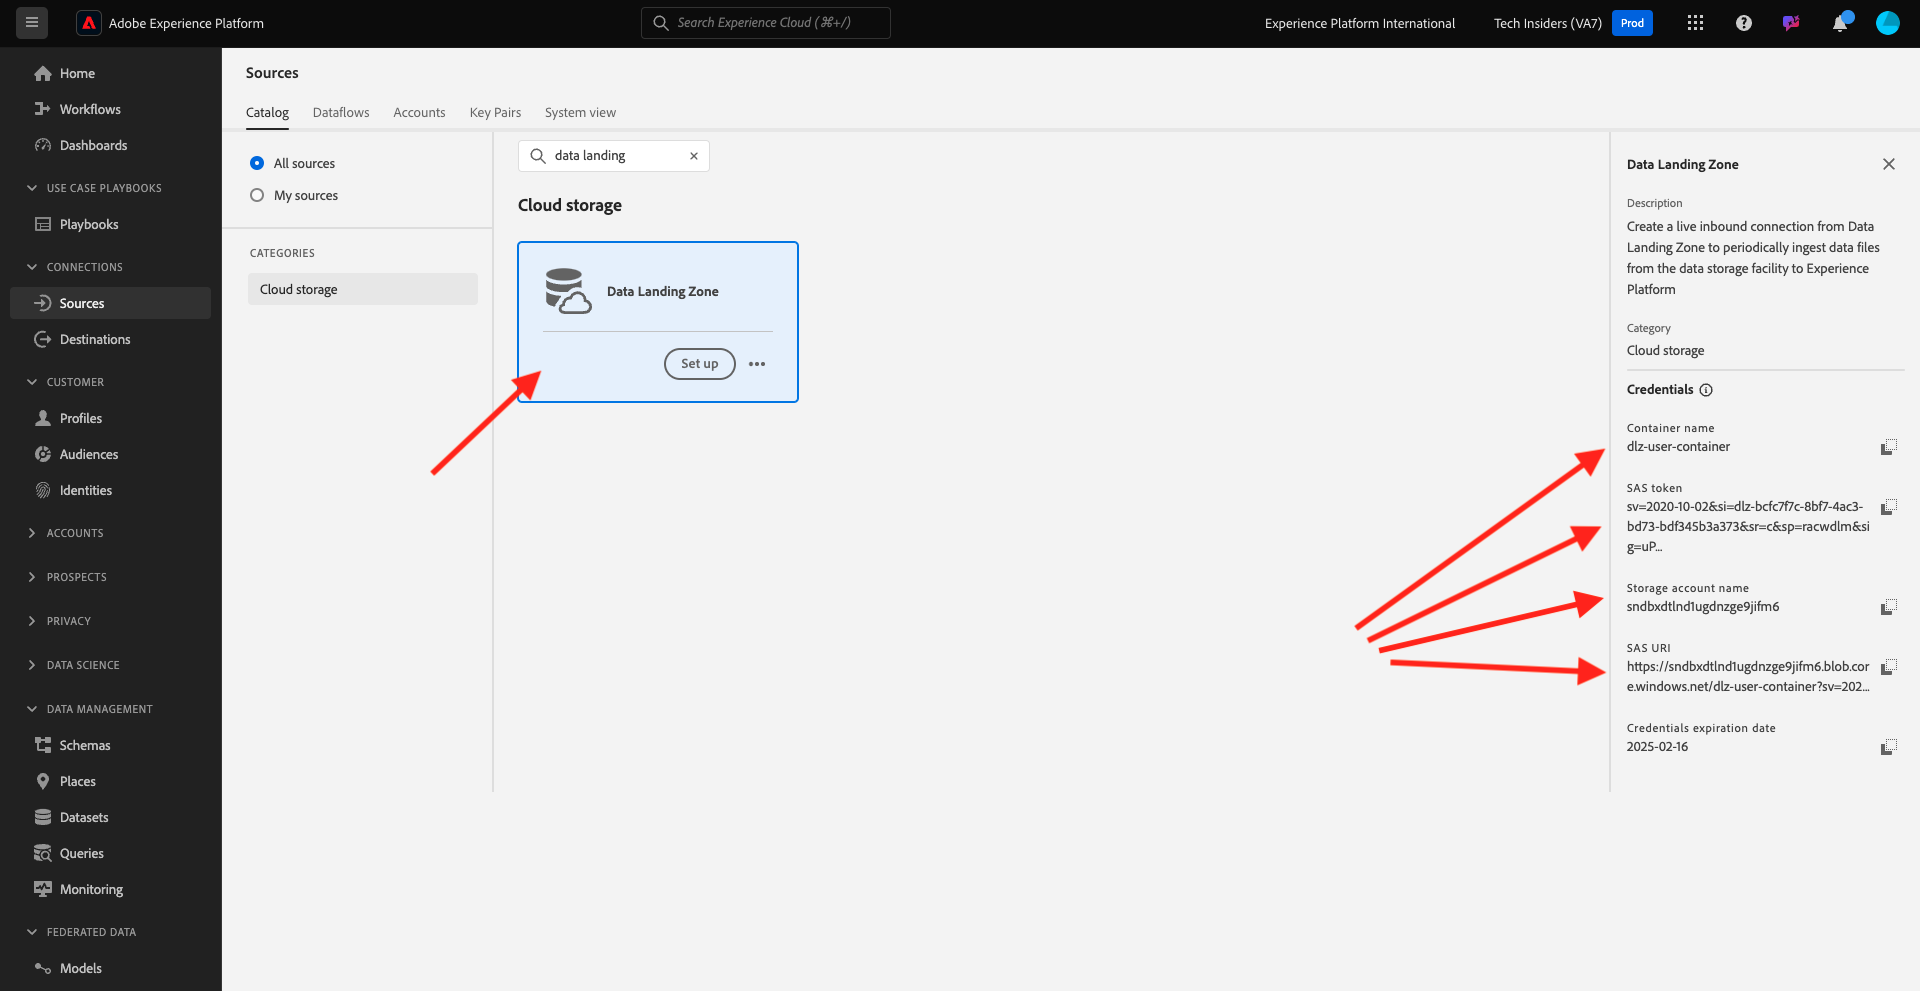 Adobe Experience Platform
Search Experience Cloud (⌘+/)
Experience Platform International
Tech Insiders (VA7)
Prod
Home
Workflows
Dashboards
USE CASE PLAYBOOKS
Playbooks
CONNECTIONS
Sources
Destinations
CUSTOMER
Profiles
Audiences
Identities
ACCOUNTS
PROSPECTS
PRIVACY
DATA SCIENCE
DATA MANAGEMENT
Schemas
Places
Datasets
Queries
Monitoring
FEDERATED DATA
Models
Sources
Catalog
Dataflows
Accounts
Key Pairs
System view
All sources
My sources
CATEGORIES
Cloud storage
data landing
Cloud storage
Data Landing Zone
Set up
Data Landing Zone
Description
Create a live inbound connection from Data
Landing Zone to periodically ingest data files
from the data storage facility to Experience
Platform
Category
Cloud storage
Credentials
Container name
dlz-user-container
SAS token
sv=2020-10-02&si=dlz-bcfc7f7c-8bf7-4ac3-
bd73-bdf345b3a373&sr=c&sp=racwdlm&si
g=uP...
Storage account name
sndbxdtlnd1ugdnzge9jifm6
SAS URI
https://sndbxdtlnd1ugdnzge9jifm6.blob.cor
e.windows.net/dlz-user-container?sv=202...
Credentials expiration date
2025-02-16